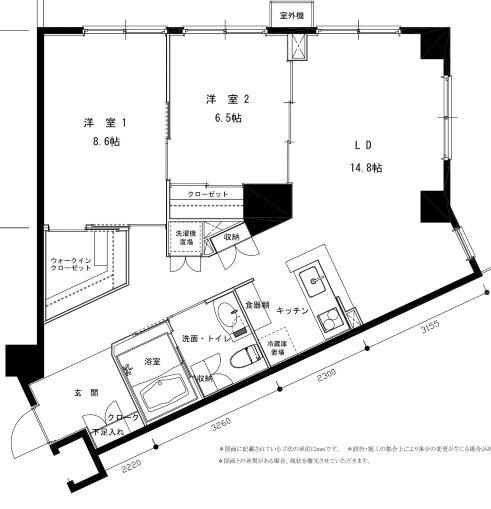 室外機
洋 室 2
6.5帖
洋 室 1
8.6帖
L D
14.8帖
クローゼット
洗濯機
置場
収納
ウォークイン
クローゼット
食器棚
キッチン
洗面・トイレ
冷蔵庫
置場
浴室
収納
玄 関
クローク
下足入れ
3155
2300
3260
2220
＊図面に記載されている寸法の単位はmmです。 ＊設計・施工の都合上により多少の変更が生じる場合があ
＊図面との差異がある場合、現状を優先させていただきます。